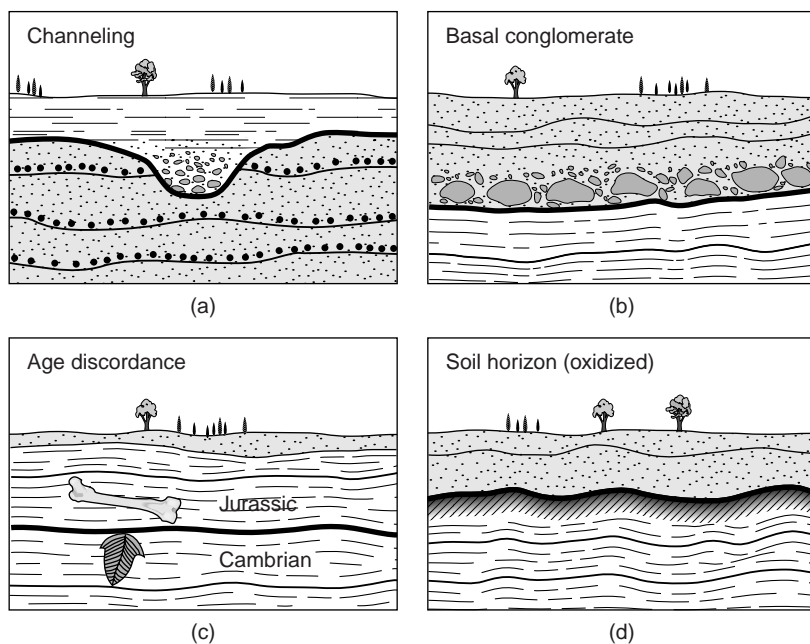 Channeling
Basal conglomerate
(a)
(b)
Age discordance
Soil horizon (oxidized)
Jurassic
Cambrian
(c)
(d)